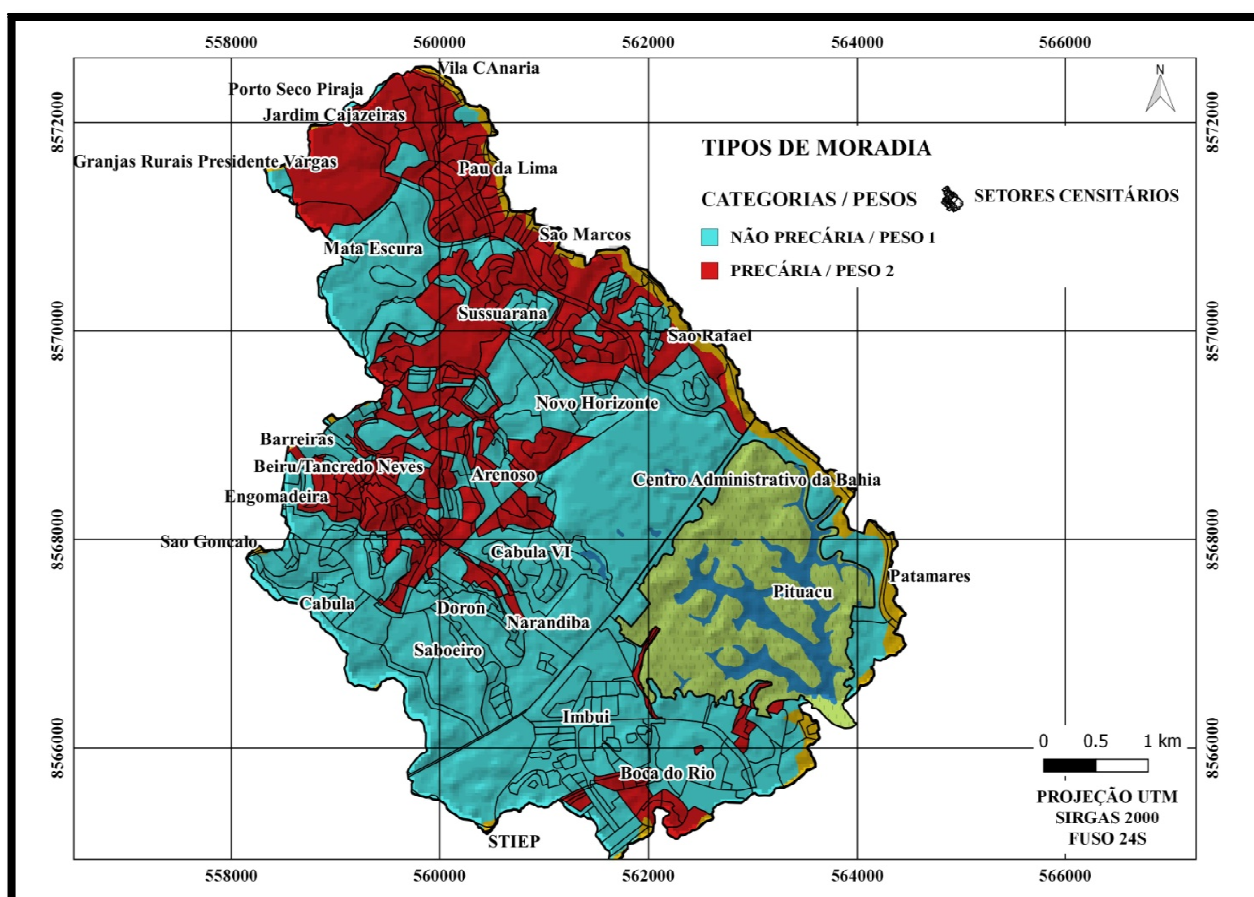 558000 560000 562000 564000 566000
Vila CAnaria
Porto Seco Piraja
Jardim Cajazeiras
8572000 8572000
N
TIPOS DE MORADIA
Granjas Rurais Presidente Vargas
Pau da Lima
CATEGORIAS / PESOS SETORES CENSITÁRIOS
NÃO PRECÁRIA / PESO 1
PRECÁRIA / PESO 2
Sao Marcos
Mata Escura
Sussuarana
8570000 8570000
Sao Rafael
Novo Horizonte
Barreiras
Beiru/Tancredo Neves
Arenoso
Centro Administrativo da Bahia
Engomadeira
8568000 8568000
Sao Goncalo
Cabula VI
Patamares
Pituacu
Cabula
Doron
Narandiba
Saboeiro
Imbui
8566000 8566000
0 0.5 1 km
Boca do Rio
PROJEÇÃO UTM
SIRGAS 2000
FUSO 24S
STIEP
558000 560000 562000 564000 566000